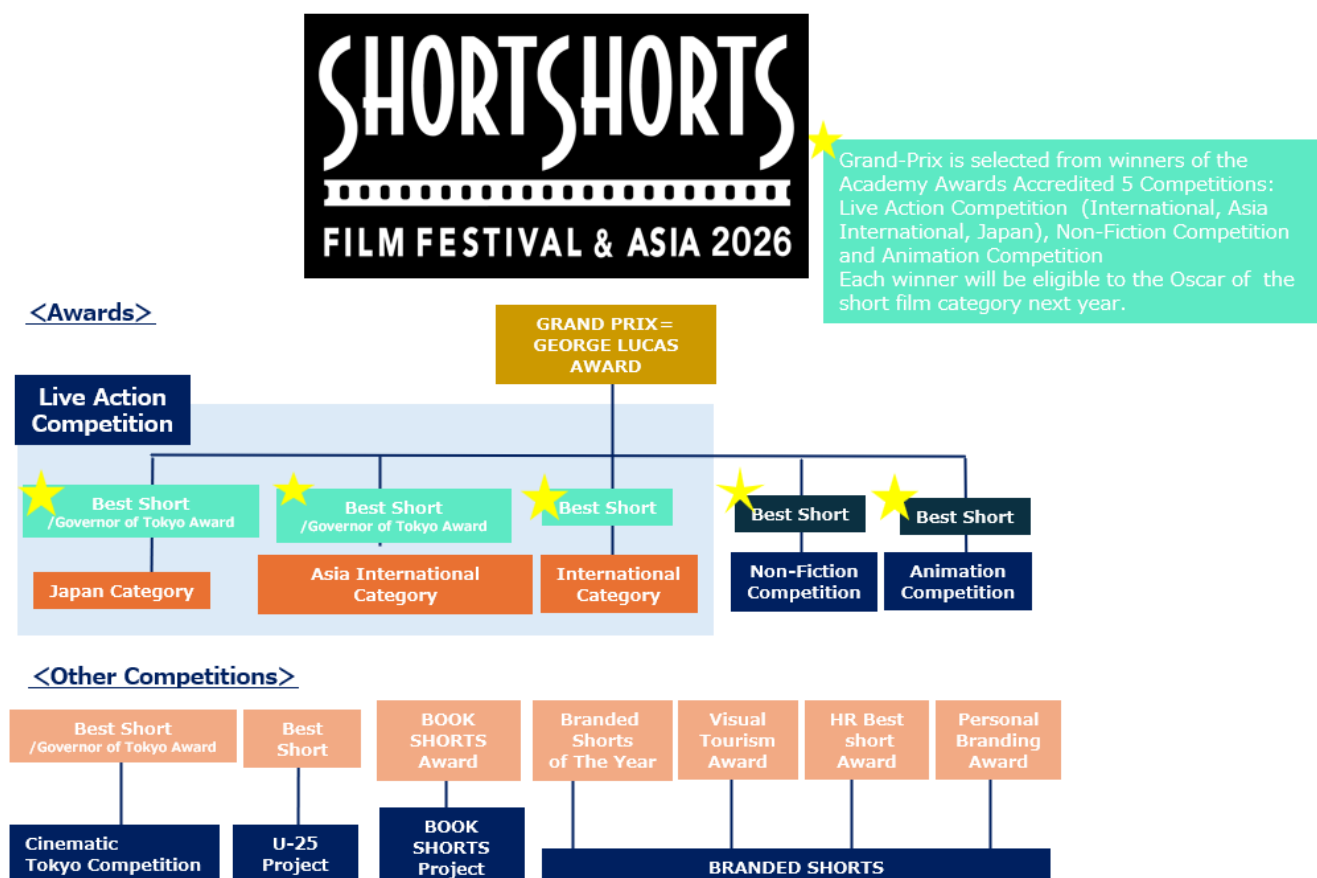 SHORTSHORTS
FILM FESTIVAL & ASIA 2026
Grand-Prix is selected from winners of the
Academy Awards Accredited 5 Competitions:
Live Action Competition (International, Asia
International, Japan), Non-Fiction Competition
and Animation Competition
Each winner will be eligible to the Oscar of the
short film category next year.
<Awards>
GRAND PRIX=
GEORGE LUCAS
AWARD
Live Action
Competition
Best Short
/Governor of Tokyo Award
Best Short
/Governor of Tokyo Award
Best Short
Best Short
Best Short
Japan Category
Asia International
Category
International
Category
Non-Fiction
Competition
Animation
Competition
<Other Competitions>
Best Short
/Governor of Tokyo Award
Best
Short
BOOK
SHORTS
Award
Branded
Shorts
of The Year
Visual
Tourism
Award
HR Best
short
Award
Personal
Branding
Award
Cinematic
Tokyo Competition
U-25
Project
BOOK
SHORTS
Project
BRANDED SHORTS